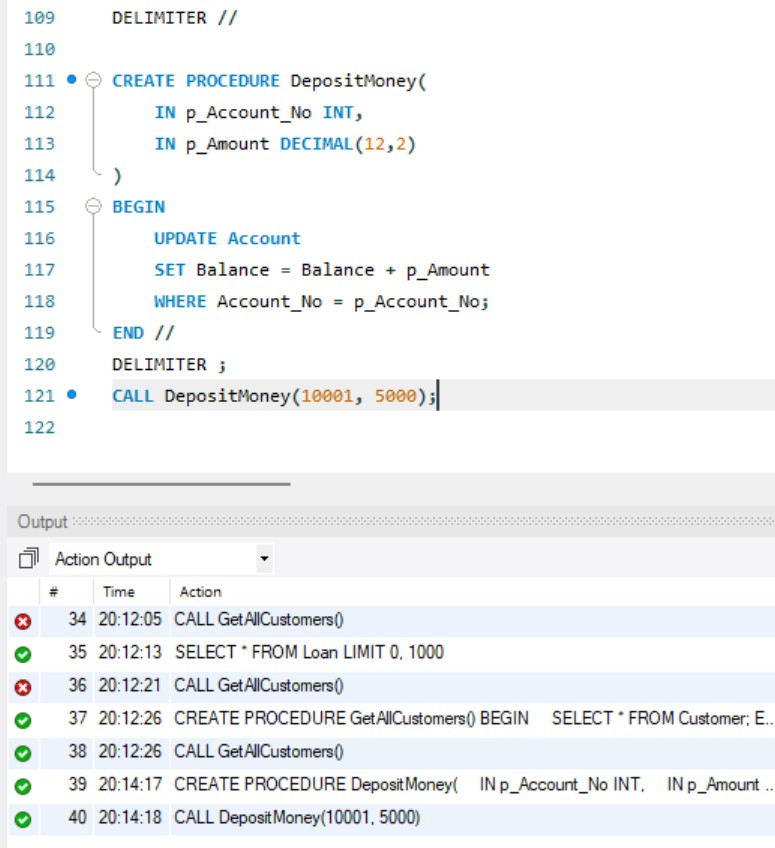 109 DELIMITER //
110
111 CREATE PROCEDURE DepositMoney(
112 IN p_Account_No INT,
113 IN p_Amount DECIMAL(12,2)
114 )
115 BEGIN
116 UPDATE Account
117 SET Balance = Balance + p_Amount
118 WHERE Account_No = p_Account_No;
119 END //
120 DELIMITER ;
121 CALL DepositMoney(10001, 5000);
122
Output
Action Output
# Time Action
34 20:12:05 CALL GetAllCustomers()
35 20:12:13 SELECT * FROM Loan LIMIT 0, 1000
36 20:12:21 CALL GetAllCustomers()
37 20:12:26 CREATE PROCEDURE GetAllCustomers() BEGIN SELECT * FROM Customer; E...
38 20:12:26 CALL GetAllCustomers()
39 20:14:17 CREATE PROCEDURE DepositMoney( IN p_Account_No INT, IN p_Amount ...
40 20:14:18 CALL DepositMoney(10001, 5000)